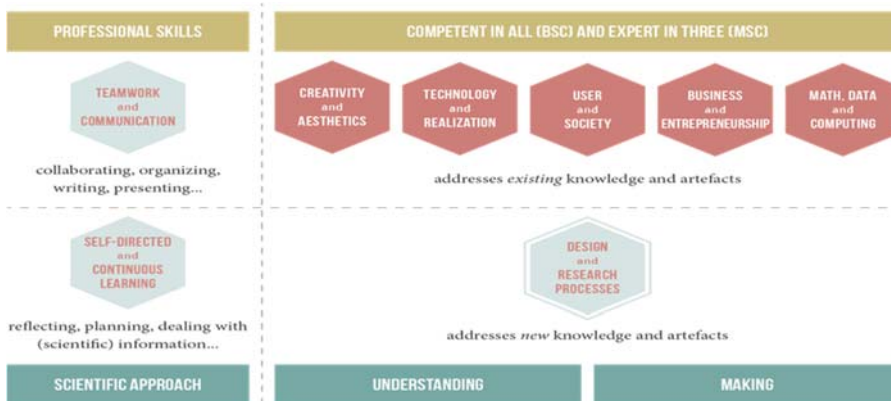 PROFESSIONAL SKILLS
COMPETENT IN ALL (BSC) AND EXPERT IN THREE (MSC)
TEAMWORK
and
COMMUNICATION
CREATIVITY
and
AESTHETICS
TECHNOLOGY
and
REALIZATION
USER
and
SOCIETY
BUSINESS
and
ENTREPRENEURSHIP
MATH, DATA
and
COMPUTING
collaborating, organizing,
writing, presenting...
addresses existing knowledge and artefacts
SELF-DIRECTED
and
CONTINUOUS
LEARNING
DESIGN
and
RESEARCH
PROCESSES
reflecting, planning, dealing with
(scientific) information...
addresses new knowledge and artefacts
SCIENTIFIC APPROACH
UNDERSTANDING
MAKING